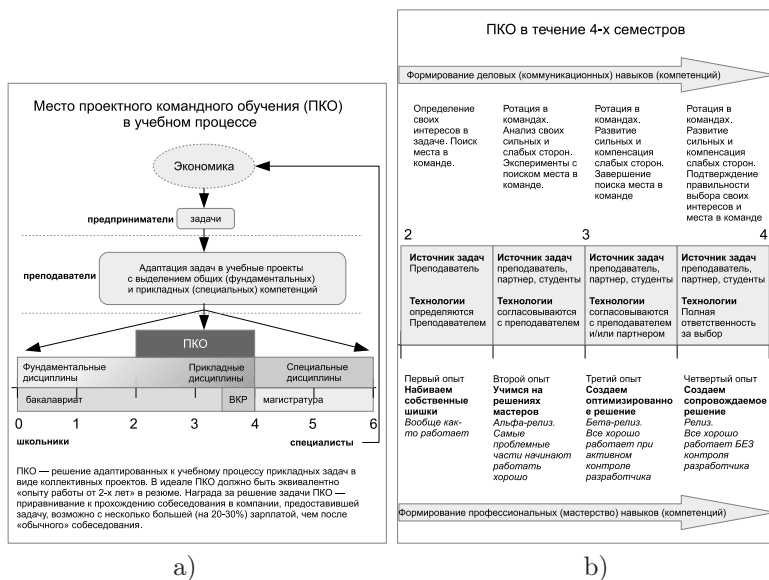 Место проектного командного обучения (ПКО)
в учебном процессе
Экономика
предприниматели
задачи
преподаватели
Адаптация задач в учебные проекты
с выделением общих (фундаментальных)
и прикладных (специальных) компетенций
ПКО
Фундаментальные
дисциплины
Прикладные
дисциплины
Специальные
дисциплины
бакалавриат
ВКР
магистратура
0 1 2 3 4 5 6
школьники
специалисты
ПКО — решение адаптированных к учебному процессу прикладных задач в
виде коллективных проектов. В идеале ПКО должно быть эквивалентно
«опыту работы от 2-х лет» в резюме. Награда за решение задачи ПКО —
приравнивание к прохождению собеседования в компании, предоставившей
задачу, возможно с несколько большей (на 20-30%) зарплатой, чем после
«обычного» собеседования.
a)
ПКО в течение 4-х семестров
Формирование деловых (коммуникационных) навыков (компетенций)
Определение
своих
интересов в
задаче. Поиск
места в
команде.
Ротация в
командах.
Анализ своих
сильных и
слабых сторон.
Эксперименты с
поиском места в
команде.
Ротация в
командах.
Развитие
сильных и
компенсация
слабых сторон.
Завершение
поиска места в
команде
Ротация в
командах.
Развитие
сильных и
компенсация
слабых сторон.
Подтверждение
правильности
выбора своих
интересов и
места в команде
2 3 4
Источник задач
Преподаватель
Технологии
определяются
Преподавателем
Источник задач
преподаватель,
партнер, студенты
Технологии
согласовываются
с преподавателем
Источник задач
преподаватель,
партнер, студенты
Технологии
согласовываются
с преподавателем
и/или партнером
Источник задач
преподаватель,
партнер, студенты
Технологии
Полная
ответственность
за выбор
Первый опыт
Набиваем
собственные
шишки
Вообще как-
то работает
Второй опыт
Учимся на
решениях
мастеров
Альфа-релиз.
Самые
проблемные
части начинают
работать
хорошо
Третий опыт
Создаем
оптимизированно
е решение
Бета-релиз.
Все хорошо
работает при
активном
контроле
разработчика
Четвертый опыт
Создаем
сопровождаемое
решение
Релиз.
Все хорошо
работает БЕЗ
контроля
разработчика
Формирование профессиональных (мастерство) навыков (компетенций)
b)